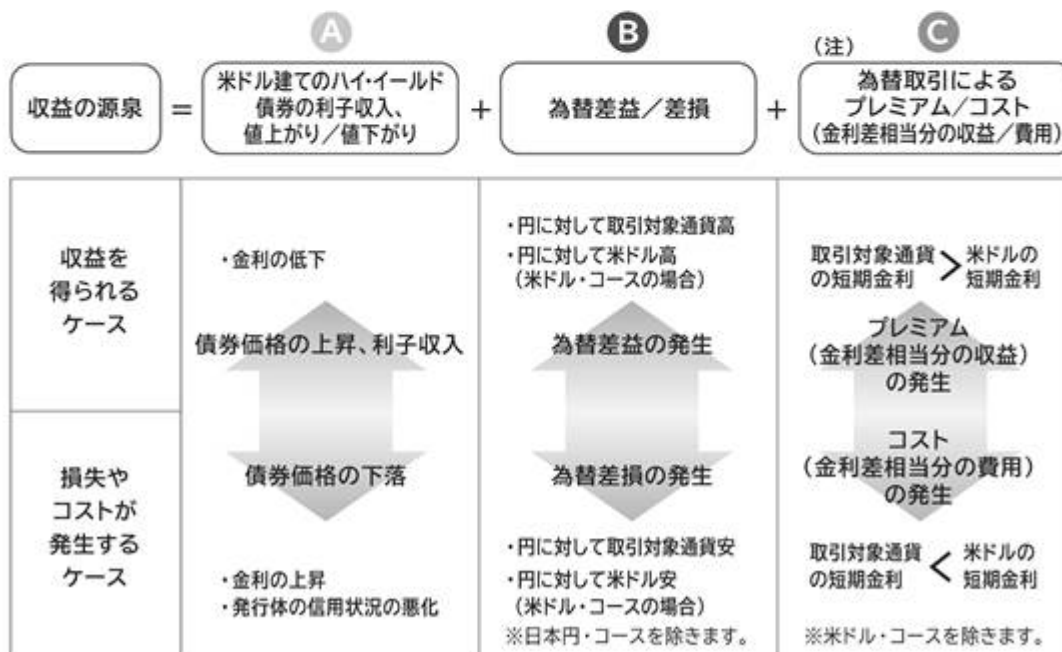 A
B
(注)
C
収益の源泉
=
米ドル建てのハイ・イールド
債券の利子収入、
値上がり/値下がり
+
為替差益/差損
+
為替取引による
プレミアム/コスト
(金利差相当分の収益/費用)
収益を
得られる
ケース
・金利の低下
債券価格の上昇、利子収入
・円に対して取引対象通貨高
・円に対して米ドル高
(米ドル・コースの場合)
為替差益の発生
取引対象通貨 > 米ドルの
の短期金利 短期金利
プレミアム
(金利差相当分の収益)
の発生
損失や
コストが
発生する
ケース
債券価格の下落
・金利の上昇
・発行体の信用状況の悪化
為替差損の発生
・円に対して取引対象通貨安
・円に対して米ドル安
(米ドル・コースの場合)
※日本円・コースを除きます。
コスト
(金利差相当分の費用)
の発生
取引対象通貨 < 米ドルの
の短期金利 短期金利
※米ドル・コースを除きます。